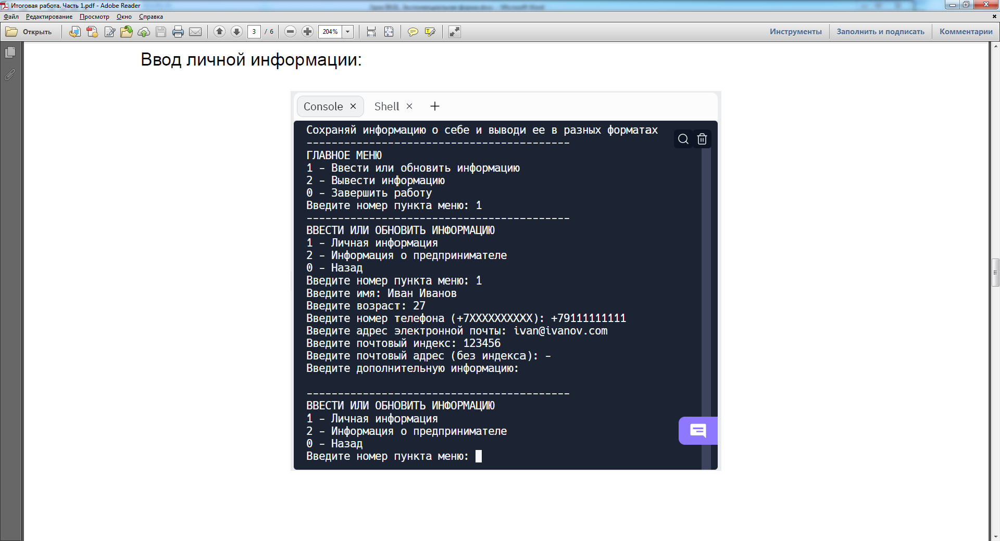 Итоговая работа. Часть 1.pdf - Adobe Reader
Файл Редактирование Просмотр Окно Справка
Открыть 3 / 6 204% Инструменты Заполнить и подписать Комментарии
Ввод личной информации:
Console Shell
Сохраняй информацию о себе и выводи ее в разных форматах
------------------------------------------
ГЛАВНОЕ МЕНЮ
1 - Ввести или обновить информацию
2 - Вывести информацию
0 - Завершить работу
Введите номер пункта меню: 1
------------------------------------------
ВВЕСТИ ИЛИ ОБНОВИТЬ ИНФОРМАЦИЮ
1 - Личная информация
2 - Информация о предпринимателе
0 - Назад
Введите номер пункта меню: 1
Введите имя: Иван Иванов
Введите возраст: 27
Введите номер телефона (+7XXXXXXXXXX): +79111111111
Введите адрес электронной почты: ivan@ivanov.com
Введите почтовый индекс: 123456
Введите почтовый адрес (без индекса): -
Введите дополнительную информацию:
------------------------------------------
ВВЕСТИ ИЛИ ОБНОВИТЬ ИНФОРМАЦИЮ
1 - Личная информация
2 - Информация о предпринимателе
0 - Назад
Введите номер пункта меню: